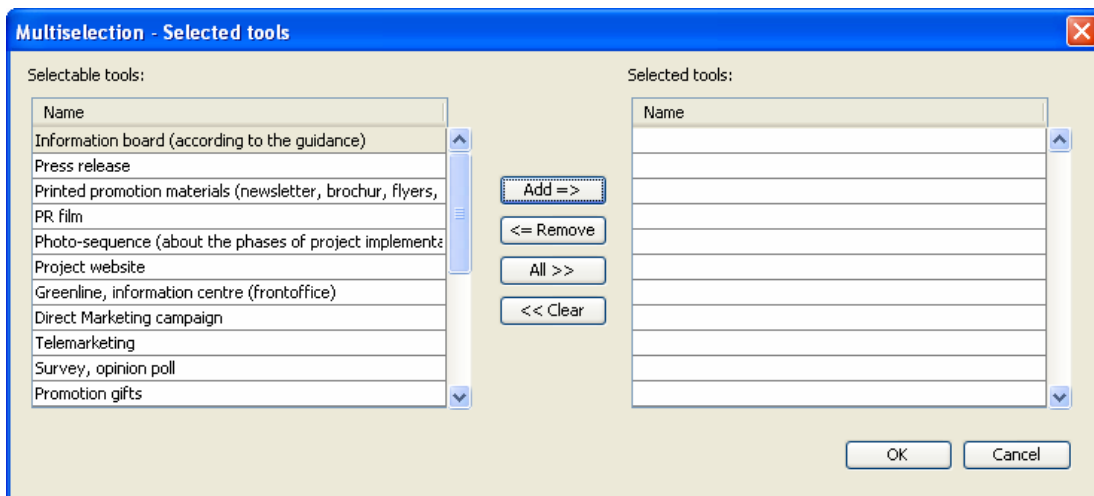 Multiselection - Selected tools
Selectable tools:
Selected tools:
Name
Name
Information board (according to the guidance)
Press release
Printed promotion materials (newsletter, brochur, flyers,
PR film
Photo-sequence (about the phases of project implementa
Project website
Greenline, information centre (frontoffice)
Direct Marketing campaign
Telemarketing
Survey, opinion poll
Promotion gifts
Add =>
<= Remove
All >>
<< Clear
OK
Cancel